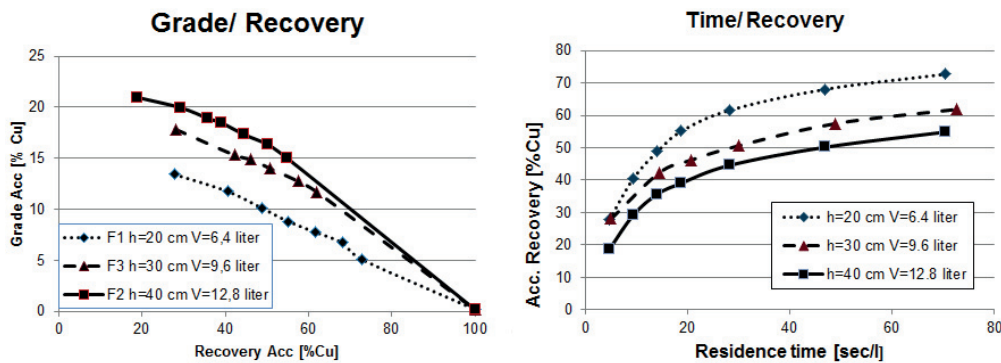 Grade/ Recovery
25
20
15
10
5
0
0 20 40 60 80 100
Grade Acc [% Cu]
Recovery Acc [%Cu]
F1 h=20 cm V=6,4 liter
F3 h=30 cm V=9,6 liter
F2 h=40 cm V=12,8 liter
Time/ Recovery
80
70
60
50
40
30
20
10
0
0 20 40 60 80
Acc. Recovery [%Cu]
Residence time [sec/l]
h=20 cm V=6.4 liter
h=30 cm V=9.6 liter
h=40 cm V=12.8 liter